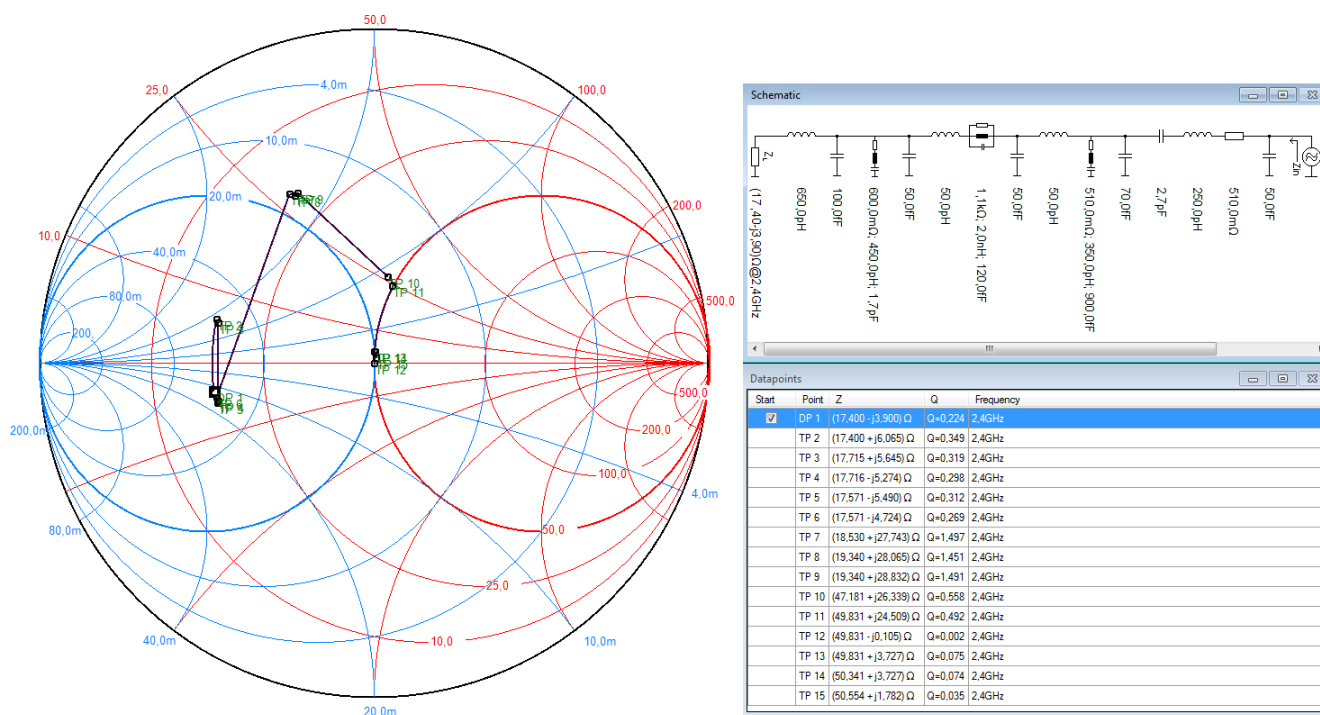 50,0
25,0
4,0m
100,0
10,0m
20,0m
200,0
10,0
40,0m
80,0m
500,0
200,
TP 10
TP 11
TP 12
DP 1
500,0
200,0m
200,0
100,0
4,0m
80,0m
50,0
25,0
40,0m
10,0
10,0m
20,0m
Schematic
ZL
Zin
(17,40-j3,90)Ω@2,4GHz
650,0pH
100,0fF
600,0mΩ; 450,0pH; 1,7pF
50,0fF
50,0pH
1,1kΩ; 2,0nH; 120,0fF
50,0fF
50,0pH
510,0mΩ; 350,0pH; 900,0fF
70,0fF
2,7pF
250,0pH
510,0mΩ
50,0fF
Datapoints
Start Point Z Q Frequency
DP 1 (17,400 -j3,900) Ω Q=0,224 2,4GHz
TP 2 (17,400 + j6,065) Ω Q=0,349 2,4GHz
TP 3 (17,715 + j5,645) Ω Q=0,319 2,4GHz
TP 4 (17,716 -j5,274) Ω Q=0,298 2,4GHz
TP 5 (17,571 -j5,490) Ω Q=0,312 2,4GHz
TP 6 (17,571 -j4,724) Ω Q=0,269 2,4GHz
TP 7 (18,530 + j27,743) Ω Q=1,497 2,4GHz
TP 8 (19,340 + j28,065) Ω Q=1,451 2,4GHz
TP 9 (19,340 + j28,832) Ω Q=1,491 2,4GHz
TP 10 (47,181 + j26,339) Ω Q=0,558 2,4GHz
TP 11 (49,831 + j24,509) Ω Q=0,492 2,4GHz
TP 12 (49,831 -j0,105) Ω Q=0,002 2,4GHz
TP 13 (49,831 + j3,727) Ω Q=0,075 2,4GHz
TP 14 (50,341 + j3,727) Ω Q=0,074 2,4GHz
TP 15 (50,554 + j1,782) Ω Q=0,035 2,4GHz